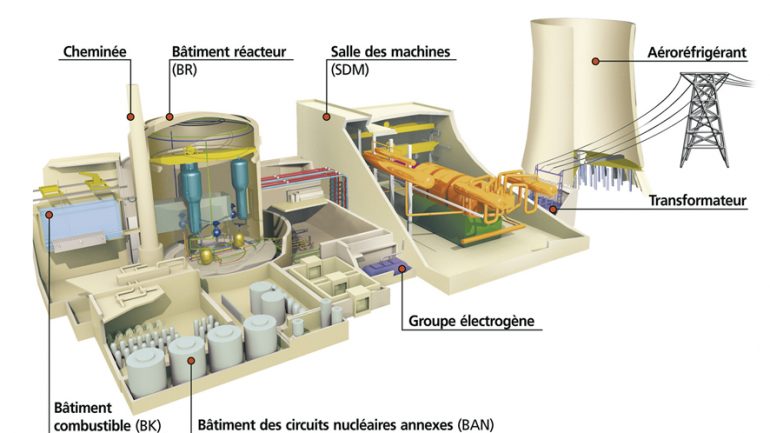 Cheminée
Bâtiment réacteur
(BR)
Salle des machines
(SDM)
Aéroréfrigérant
Transformateur
Groupe électrogène
Bâtiment
combustible (BK)
Bâtiment des circuits nucléaires annexes (BAN)